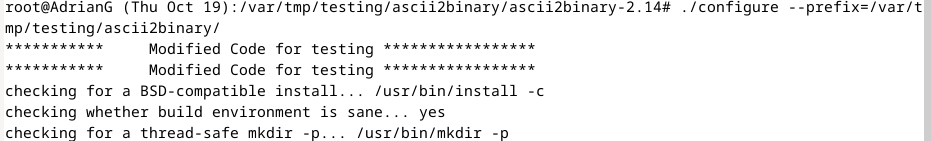 root@AdrianG (Thu Oct 19):/var/tmp/testing/ascii2binary/ascii2binary-2.14# ./configure --prefix=/var/t
mp/testing/ascii2binary/
***********     Modified Code for testing *****************
***********     Modified Code for testing *****************
checking for a BSD-compatible install... /usr/bin/install -c
checking whether build environment is sane... yes
checking for a thread-safe mkdir -p... /usr/bin/mkdir -p